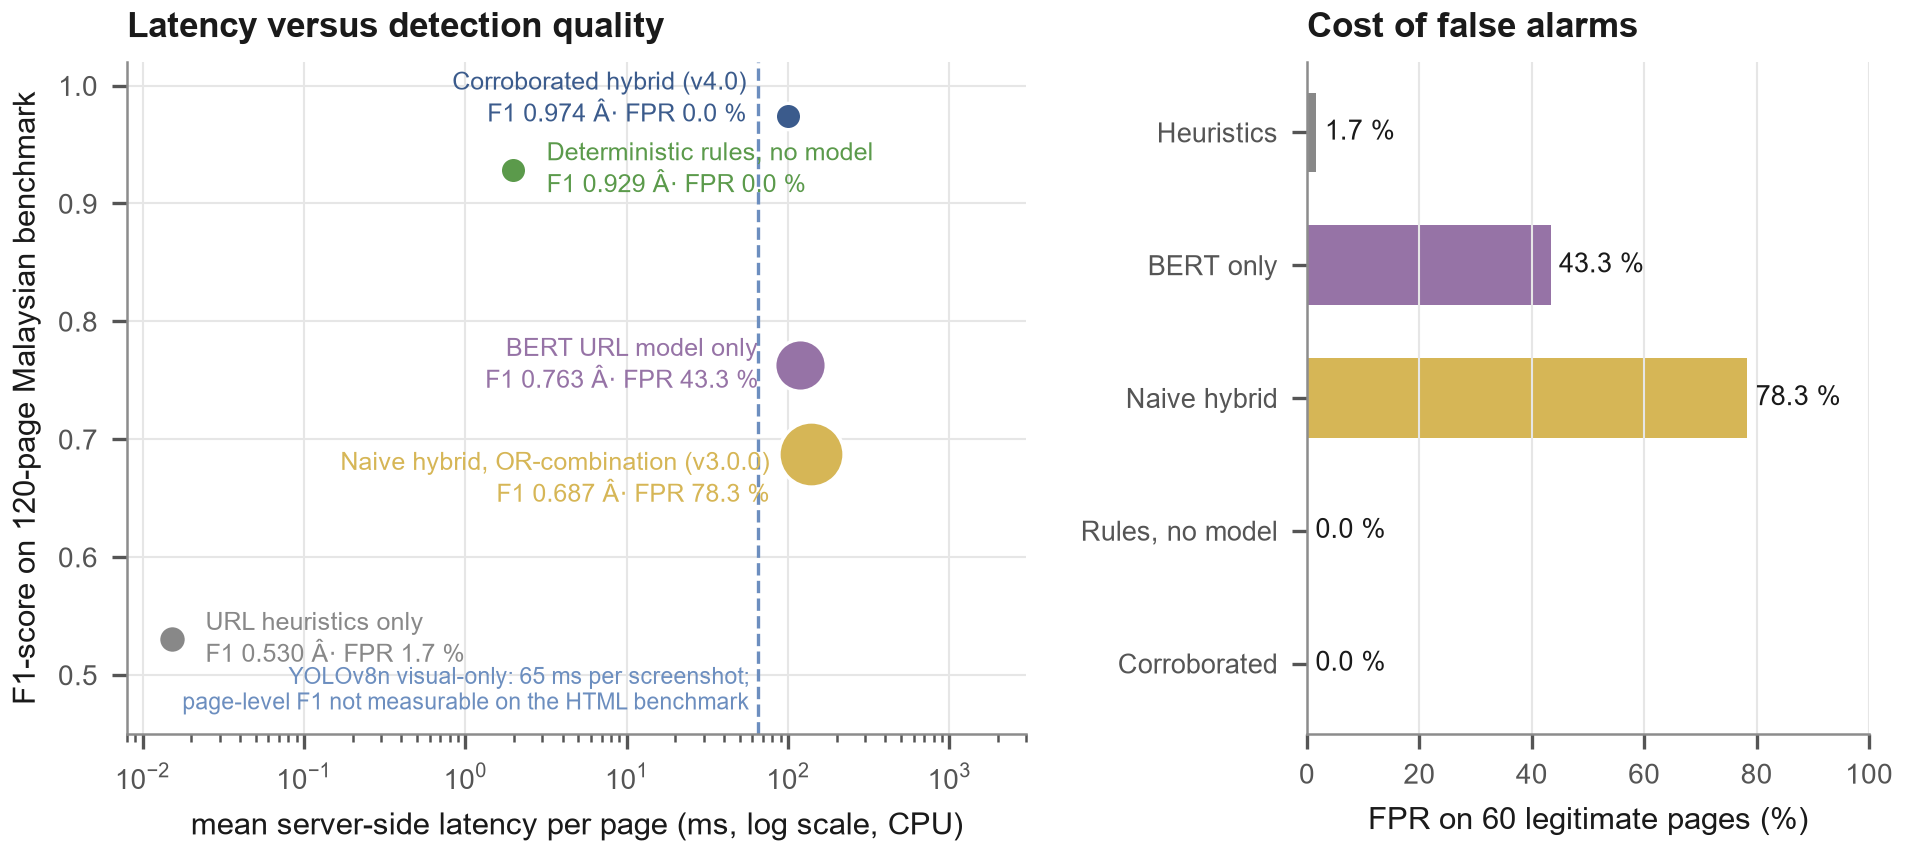 Latency versus detection quality
F1-score on 120-page Malaysian benchmark
1.0
0.9
0.8
0.7
0.6
0.5
Corroborated hybrid (v4.0)
F1 0.974 Â· FPR 0.0 %
Deterministic rules, no model
F1 0.929 Â· FPR 0.0 %
BERT URL model only
F1 0.763 Â· FPR 43.3 %
Naive hybrid, OR-combination (v3.0.0)
F1 0.687 Â· FPR 78.3 %
URL heuristics only
F1 0.530 Â· FPR 1.7 %
YOLOv8n visual-only: 65 ms per screenshot;
page-level F1 not measurable on the HTML benchmark
10⁻² 10⁻¹ 10⁰ 10¹ 10² 10³
mean server-side latency per page (ms, log scale, CPU)
Cost of false alarms
Heuristics 1.7 %
BERT only 43.3 %
Naive hybrid 78.3 %
Rules, no model 0.0 %
Corroborated 0.0 %
0 20 40 60 80 100
FPR on 60 legitimate pages (%)